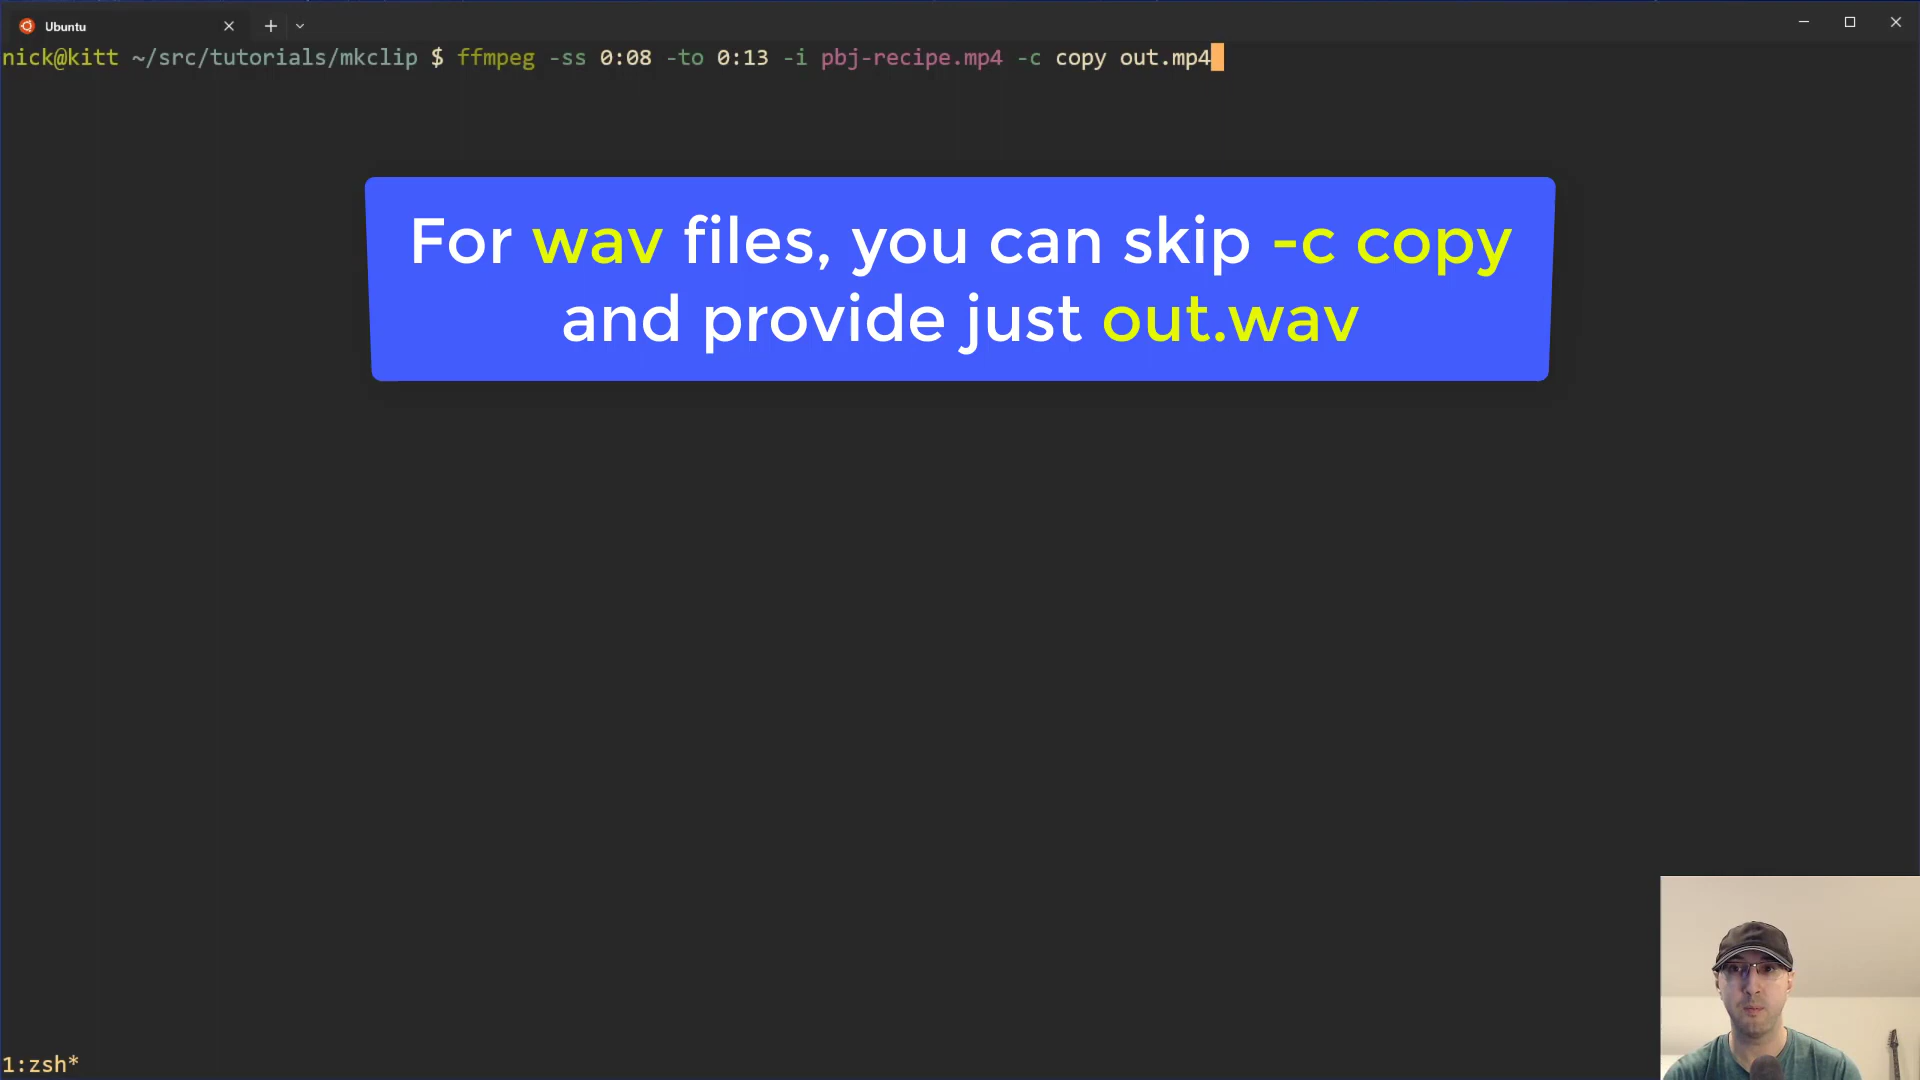 Ubuntu
nick@kitt ~/src/tutorials/mkclip $ ffmpeg -ss 0:08 -to 0:13 -i pbj-recipe.mp4 -c copy out.mp4
For wav files, you can skip -c copy
and provide just out.wav
1:zsh*